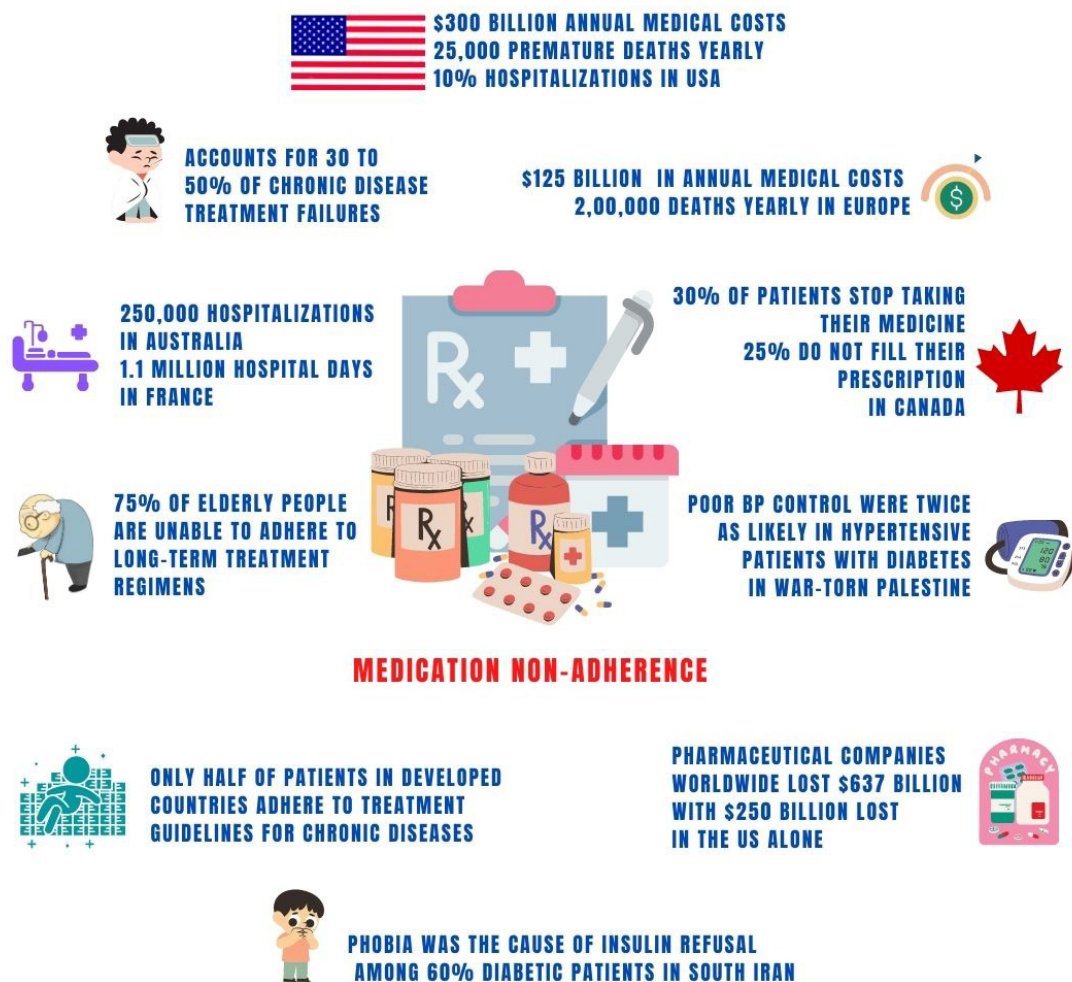 $300 BILLION ANNUAL MEDICAL COSTS
25,000 PREMATURE DEATHS YEARLY
10% HOSPITALIZATIONS IN USA
ACCOUNTS FOR 30 TO
50% OF CHRONIC DISEASE
TREATMENT FAILURES
$125 BILLION IN ANNUAL MEDICAL COSTS
2,00,000 DEATHS YEARLY IN EUROPE
$
250,000 HOSPITALIZATIONS
IN AUSTRALIA
1.1 MILLION HOSPITAL DAYS
IN FRANCE
Rx
30% OF PATIENTS STOP TAKING
THEIR MEDICINE
25% DO NOT FILL THEIR
PRESCRIPTION
IN CANADA
75% OF ELDERLY PEOPLE
ARE UNABLE TO ADHERE TO
LONG-TERM TREATMENT
REGIMENS
Rx
Rx
POOR BP CONTROL WERE TWICE
AS LIKELY IN HYPERTENSIVE
PATIENTS WITH DIABETES
IN WAR-TORN PALESTINE
120
80
MEDICATION NON-ADHERENCE
ONLY HALF OF PATIENTS IN DEVELOPED
COUNTRIES ADHERE TO TREATMENT
GUIDELINES FOR CHRONIC DISEASES
PHARMACEUTICAL COMPANIES
WORLDWIDE LOST $637 BILLION
WITH $250 BILLION LOST
IN THE US ALONE
PHARMACY
PHOBIA WAS THE CAUSE OF INSULIN REFUSAL
AMONG 60% DIABETIC PATIENTS IN SOUTH IRAN